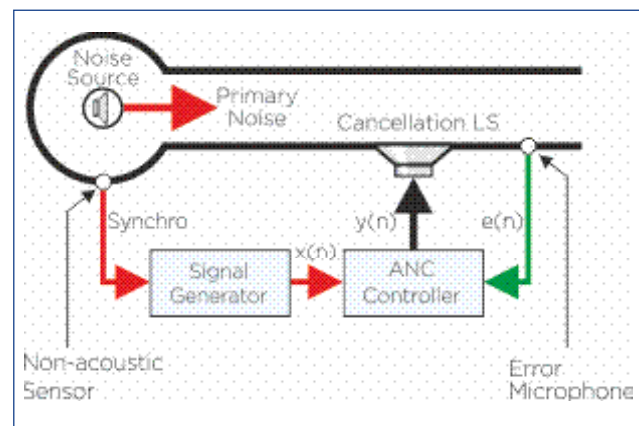 Noise
Source
Primary
Noise
Cancellation LS
Synchro
y(n)
e(n)
x(n)
Signal
Generator
ANC
Controller
Non-acoustic
Sensor
Error
Microphone